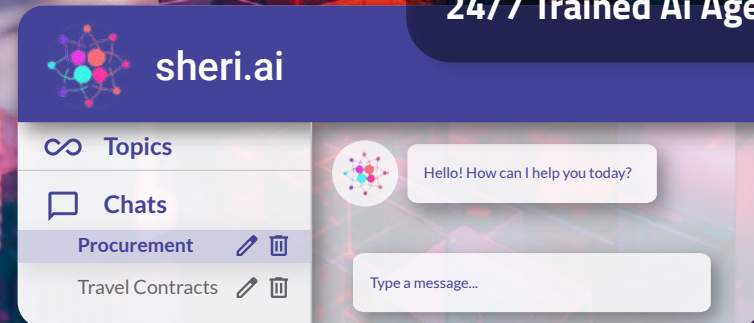 24/7 Trained Ai Age
sheri.ai
Topics
Chats
Procurement
Travel Contracts
Hello! How can I help you today?
Type a message...